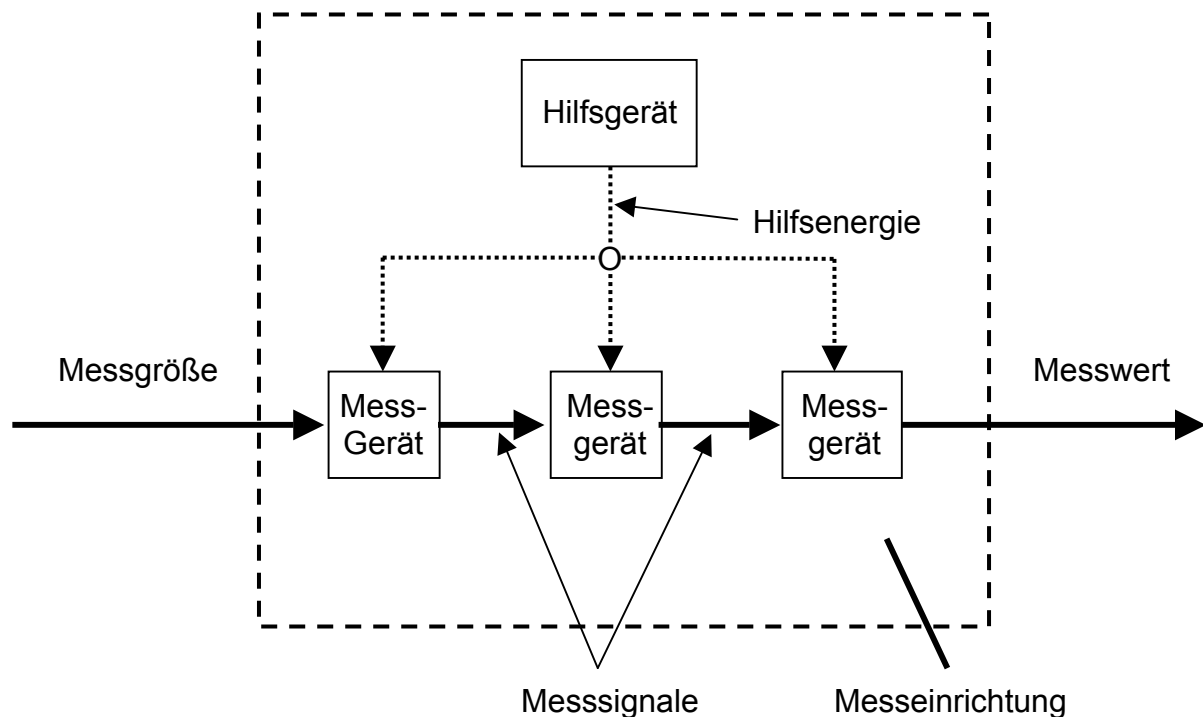 Hilfsgerät
Hilfsenergie
O
Messgröße
Messwert
Mess-
Gerät
Mess-
gerät
Mess-
gerät
Messsignale
Messeinrichtung